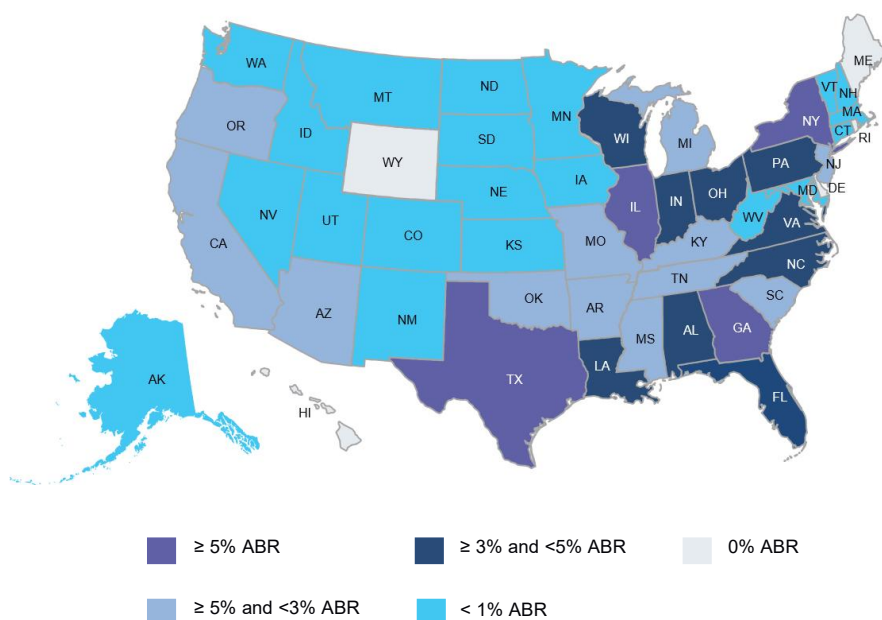 WA
MT
ND
MN
ME
VT
NH
MA
NY
CT
RI
OR
ID
SD
WI
MI
WY
PA
NJ
IA
NE
OH
MD
DE
IN
IL
NV
UT
CO
WV
VA
CA
KS
MO
KY
NC
TN
OK
AZ
NM
AR
SC
MS
AL
GA
TX
LA
AK
FL
HI
≥ 5% ABR
≥ 3% and <5% ABR
0% ABR
≥ 5% and <3% ABR
< 1% ABR